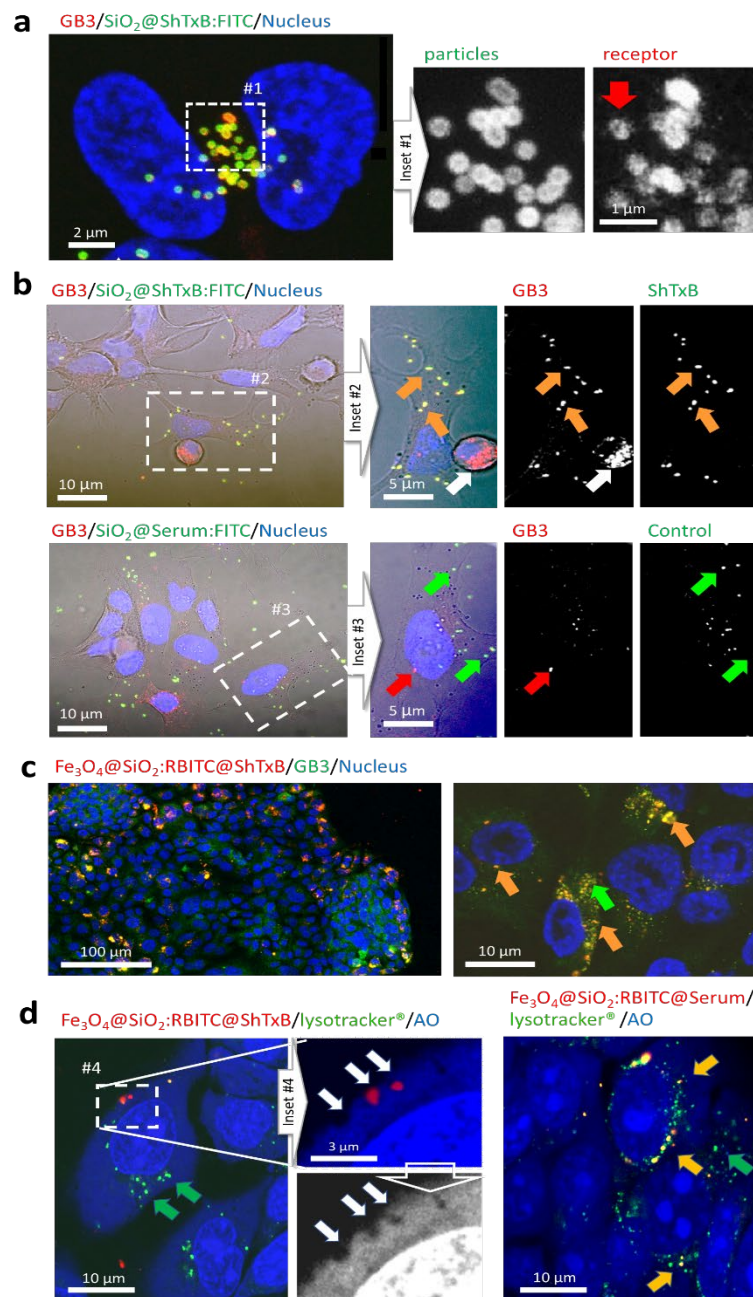 a
GB3/SiO₂@ShTxB:FITC/Nucleus
#1
2 µm
Inset #1
particles
receptor
1 µm
b
GB3/SiO₂@ShTxB:FITC/Nucleus
#2
10 µm
Inset #2
5 µm
GB3
ShTxB
GB3/SiO₂@Serum:FITC/Nucleus
#3
10 µm
Inset #3
5 µm
GB3
Control
c
Fe₃O₄@SiO₂:RBITC@ShTxB/GB3/Nucleus
100 µm
10 µm
d
Fe₃O₄@SiO₂:RBITC@ShTxB/lysotracker®/AO
#4
10 µm
Inset #4
3 µm
Fe₃O₄@SiO₂:RBITC@Serum/
lysotracker®/AO
10 µm